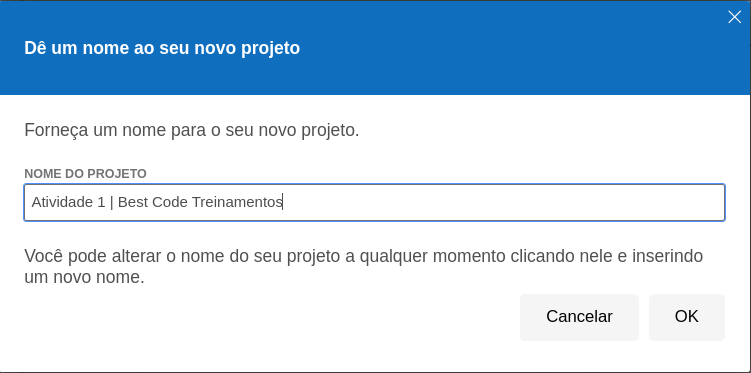 Dê um nome ao seu novo projeto
Forneça um nome para o seu novo projeto.
NOME DO PROJETO
Atividade 1 | Best Code Treinamentos
Você pode alterar o nome do seu projeto a qualquer momento clicando nele e inserindo
um novo nome.
Cancelar OK